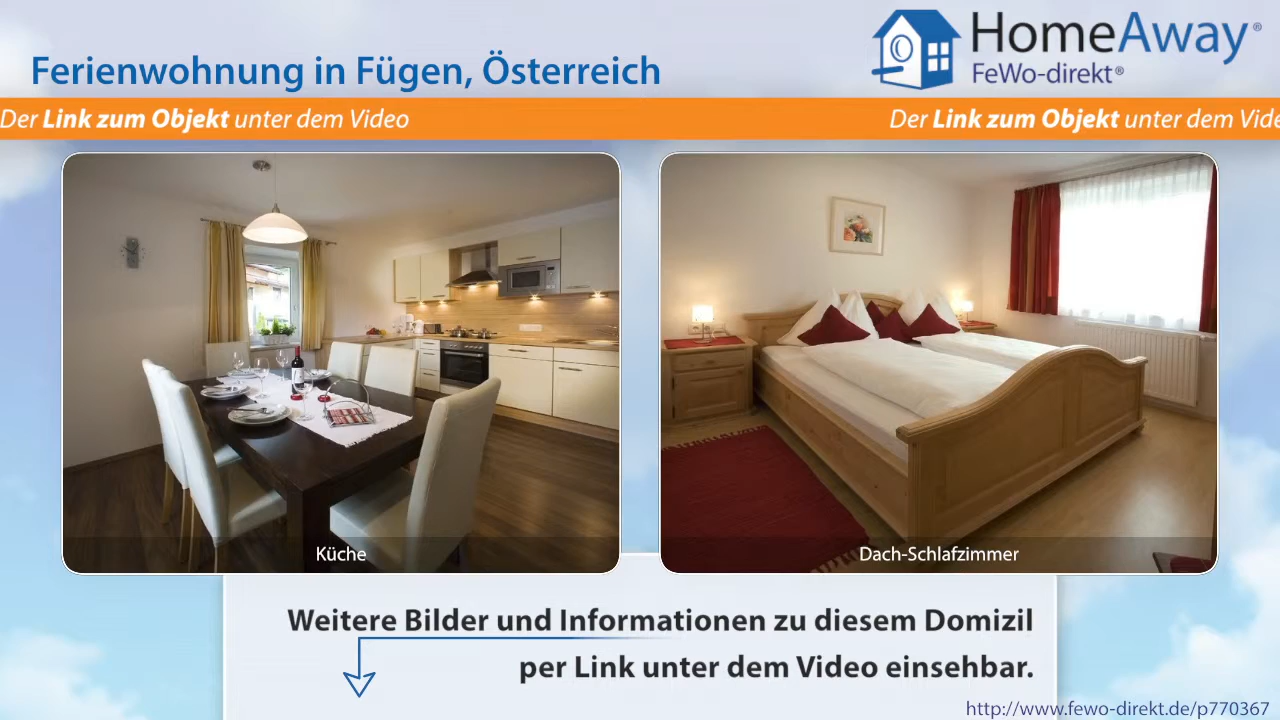 Ferienwohnung in Fügen, Österreich
HomeAway®
FeWo-direkt®
Der Link zum Objekt unter dem Video
Der Link zum Objekt unter dem Vide
Küche
Dach-Schlafzimmer
Weitere Bilder und Informationen zu diesem Domizil
per Link unter dem Video einsehbar.
http://www.fewo-direkt.de/p770367